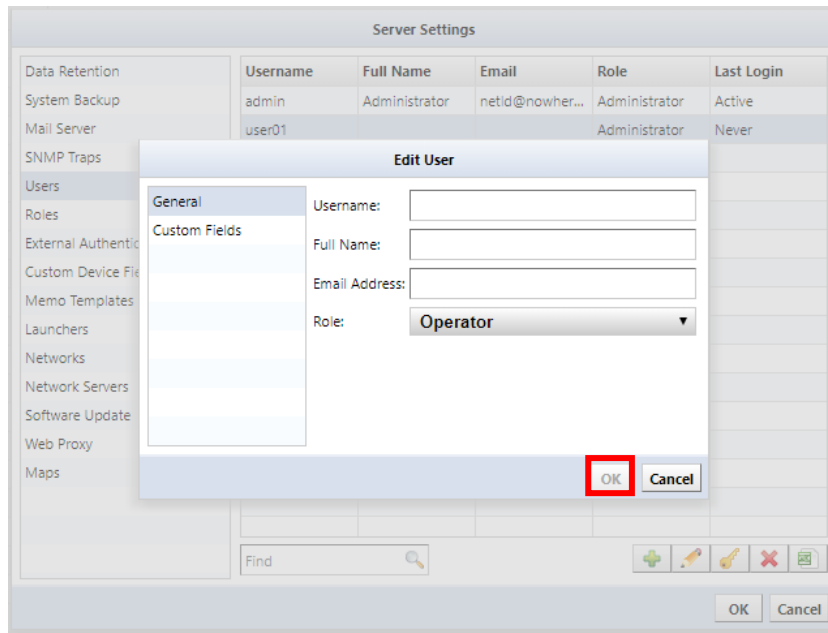 Server Settings
Data Retention
System Backup
Mail Server
SNMP Traps
Users
Roles
External Authentic
Custom Device Fie
Memo Templates
Launchers
Networks
Network Servers
Software Update
Web Proxy
Maps
Username Full Name Email Role Last Login
admin Administrator netid@nowher... Administrator Active
user01 Administrator Never
Edit User
General
Custom Fields
Username:
Full Name:
Email Address:
Role: Operator
OK Cancel
Find
OK Cancel